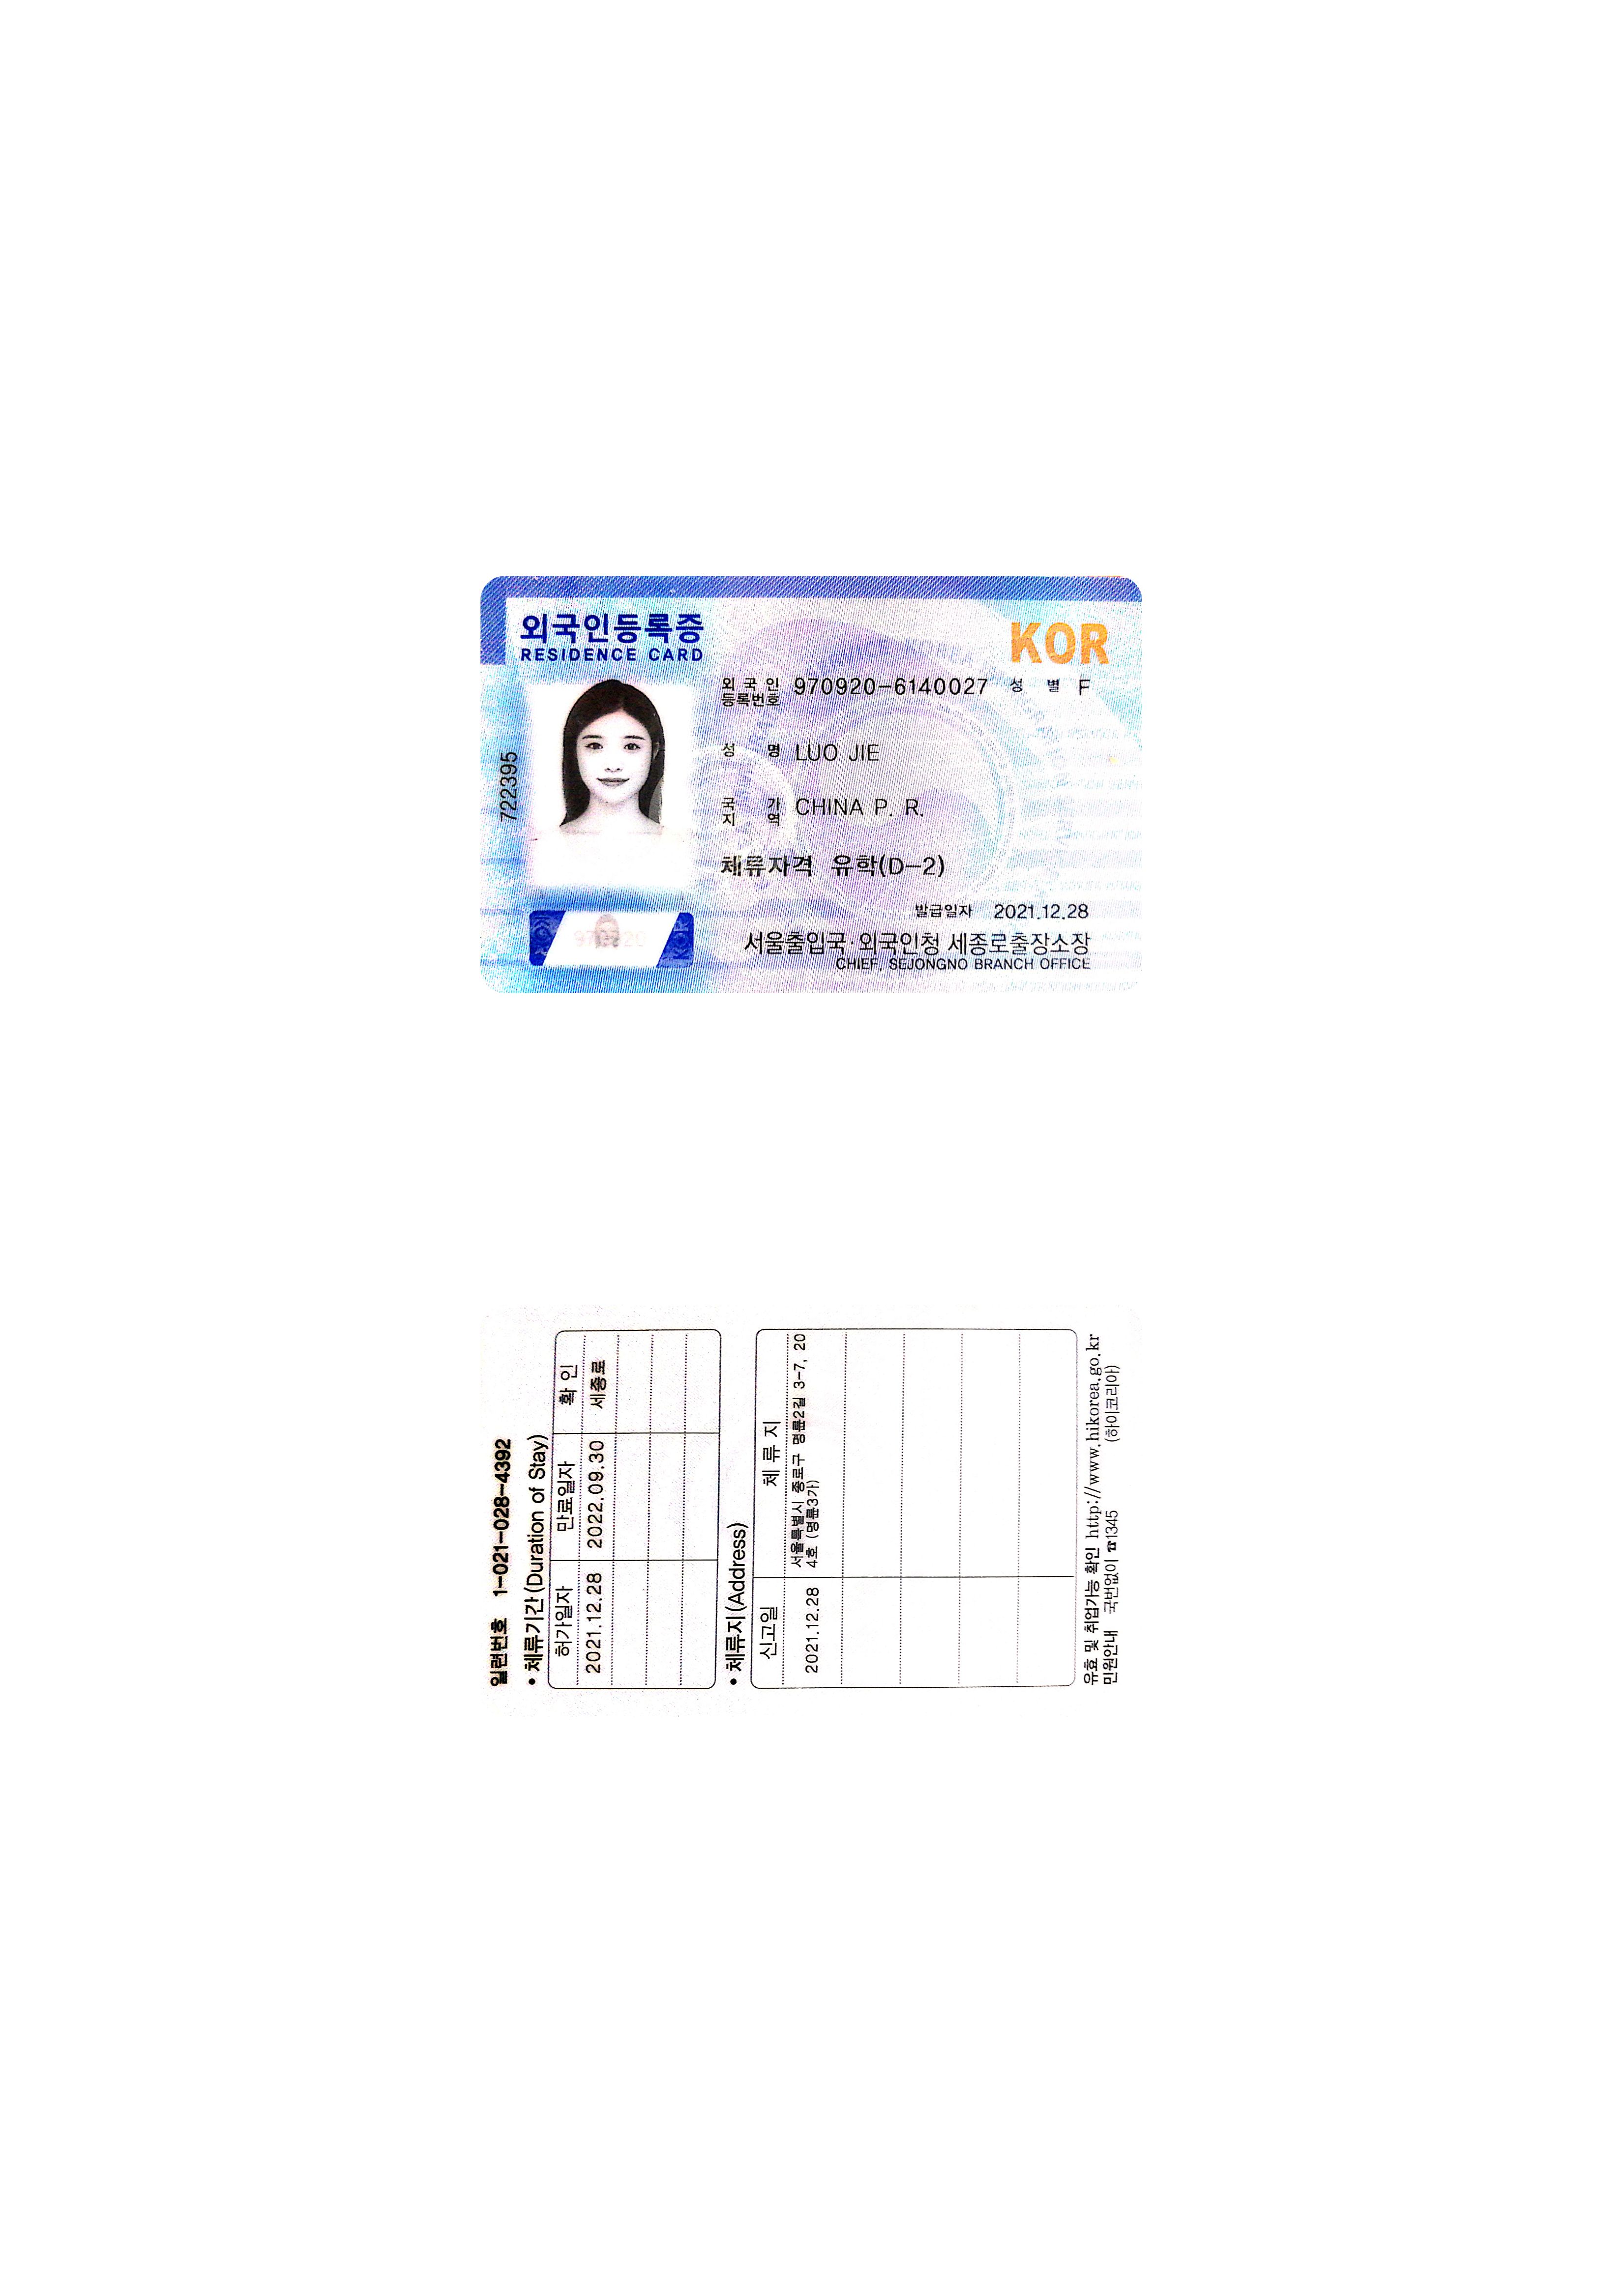 외국인등록증
RESIDENCE CARD
KOR
외국인 등록번호 970920-6140027 성별 F
성명 LUO JIE
국가 지역 CHINA P. R.
체류자격 유학(D-2)
발급일자 2021.12.28
서울출입국·외국인청 세종로출장소장
CHIEF, SEJONGNO BRANCH OFFICE
722395
970920
KOR
일련번호 1-021-028-4392
• 체류기간(Duration of Stay)
허가일자 만료일자 확인
2021.12.28 2022.09.30 세종로
• 체류지(Address)
신고일 체류지
2021.12.28 서울특별시 종로구 명륜2길 3-7, 20
4호 (명륜3가)
유효 및 취업가능 확인 http://www.hikorea.go.kr
민원안내 국번없이 ☎1345 (하이코리아)